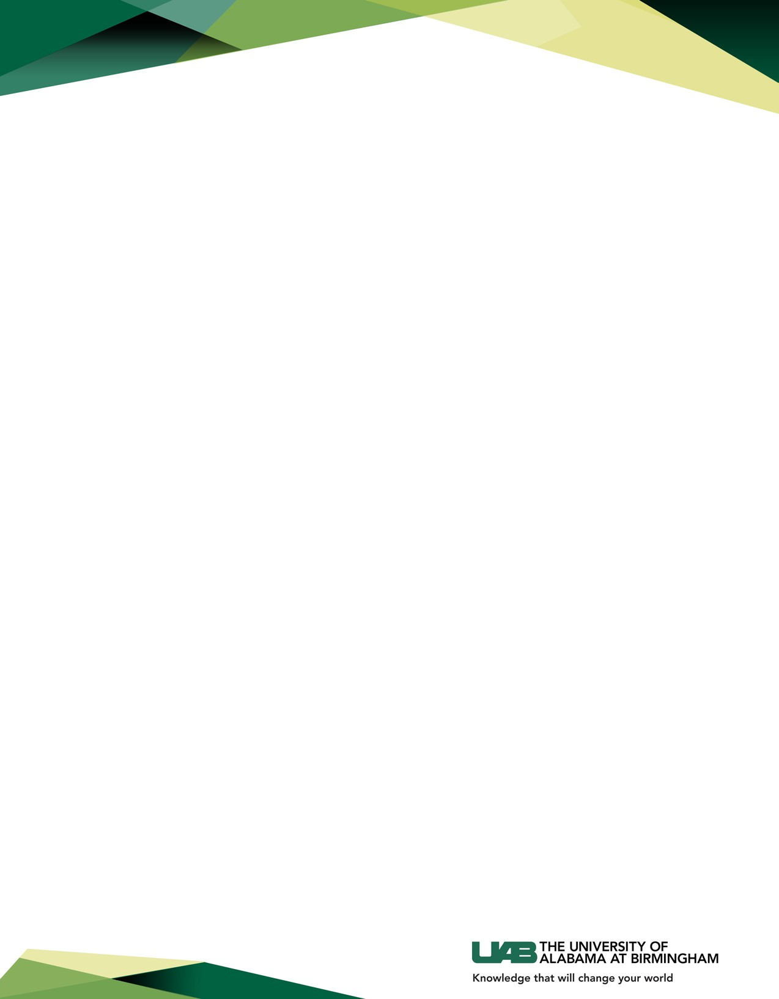 UAB THE UNIVERSITY OF
ALABAMA AT BIRMINGHAM
Knowledge that will change your world